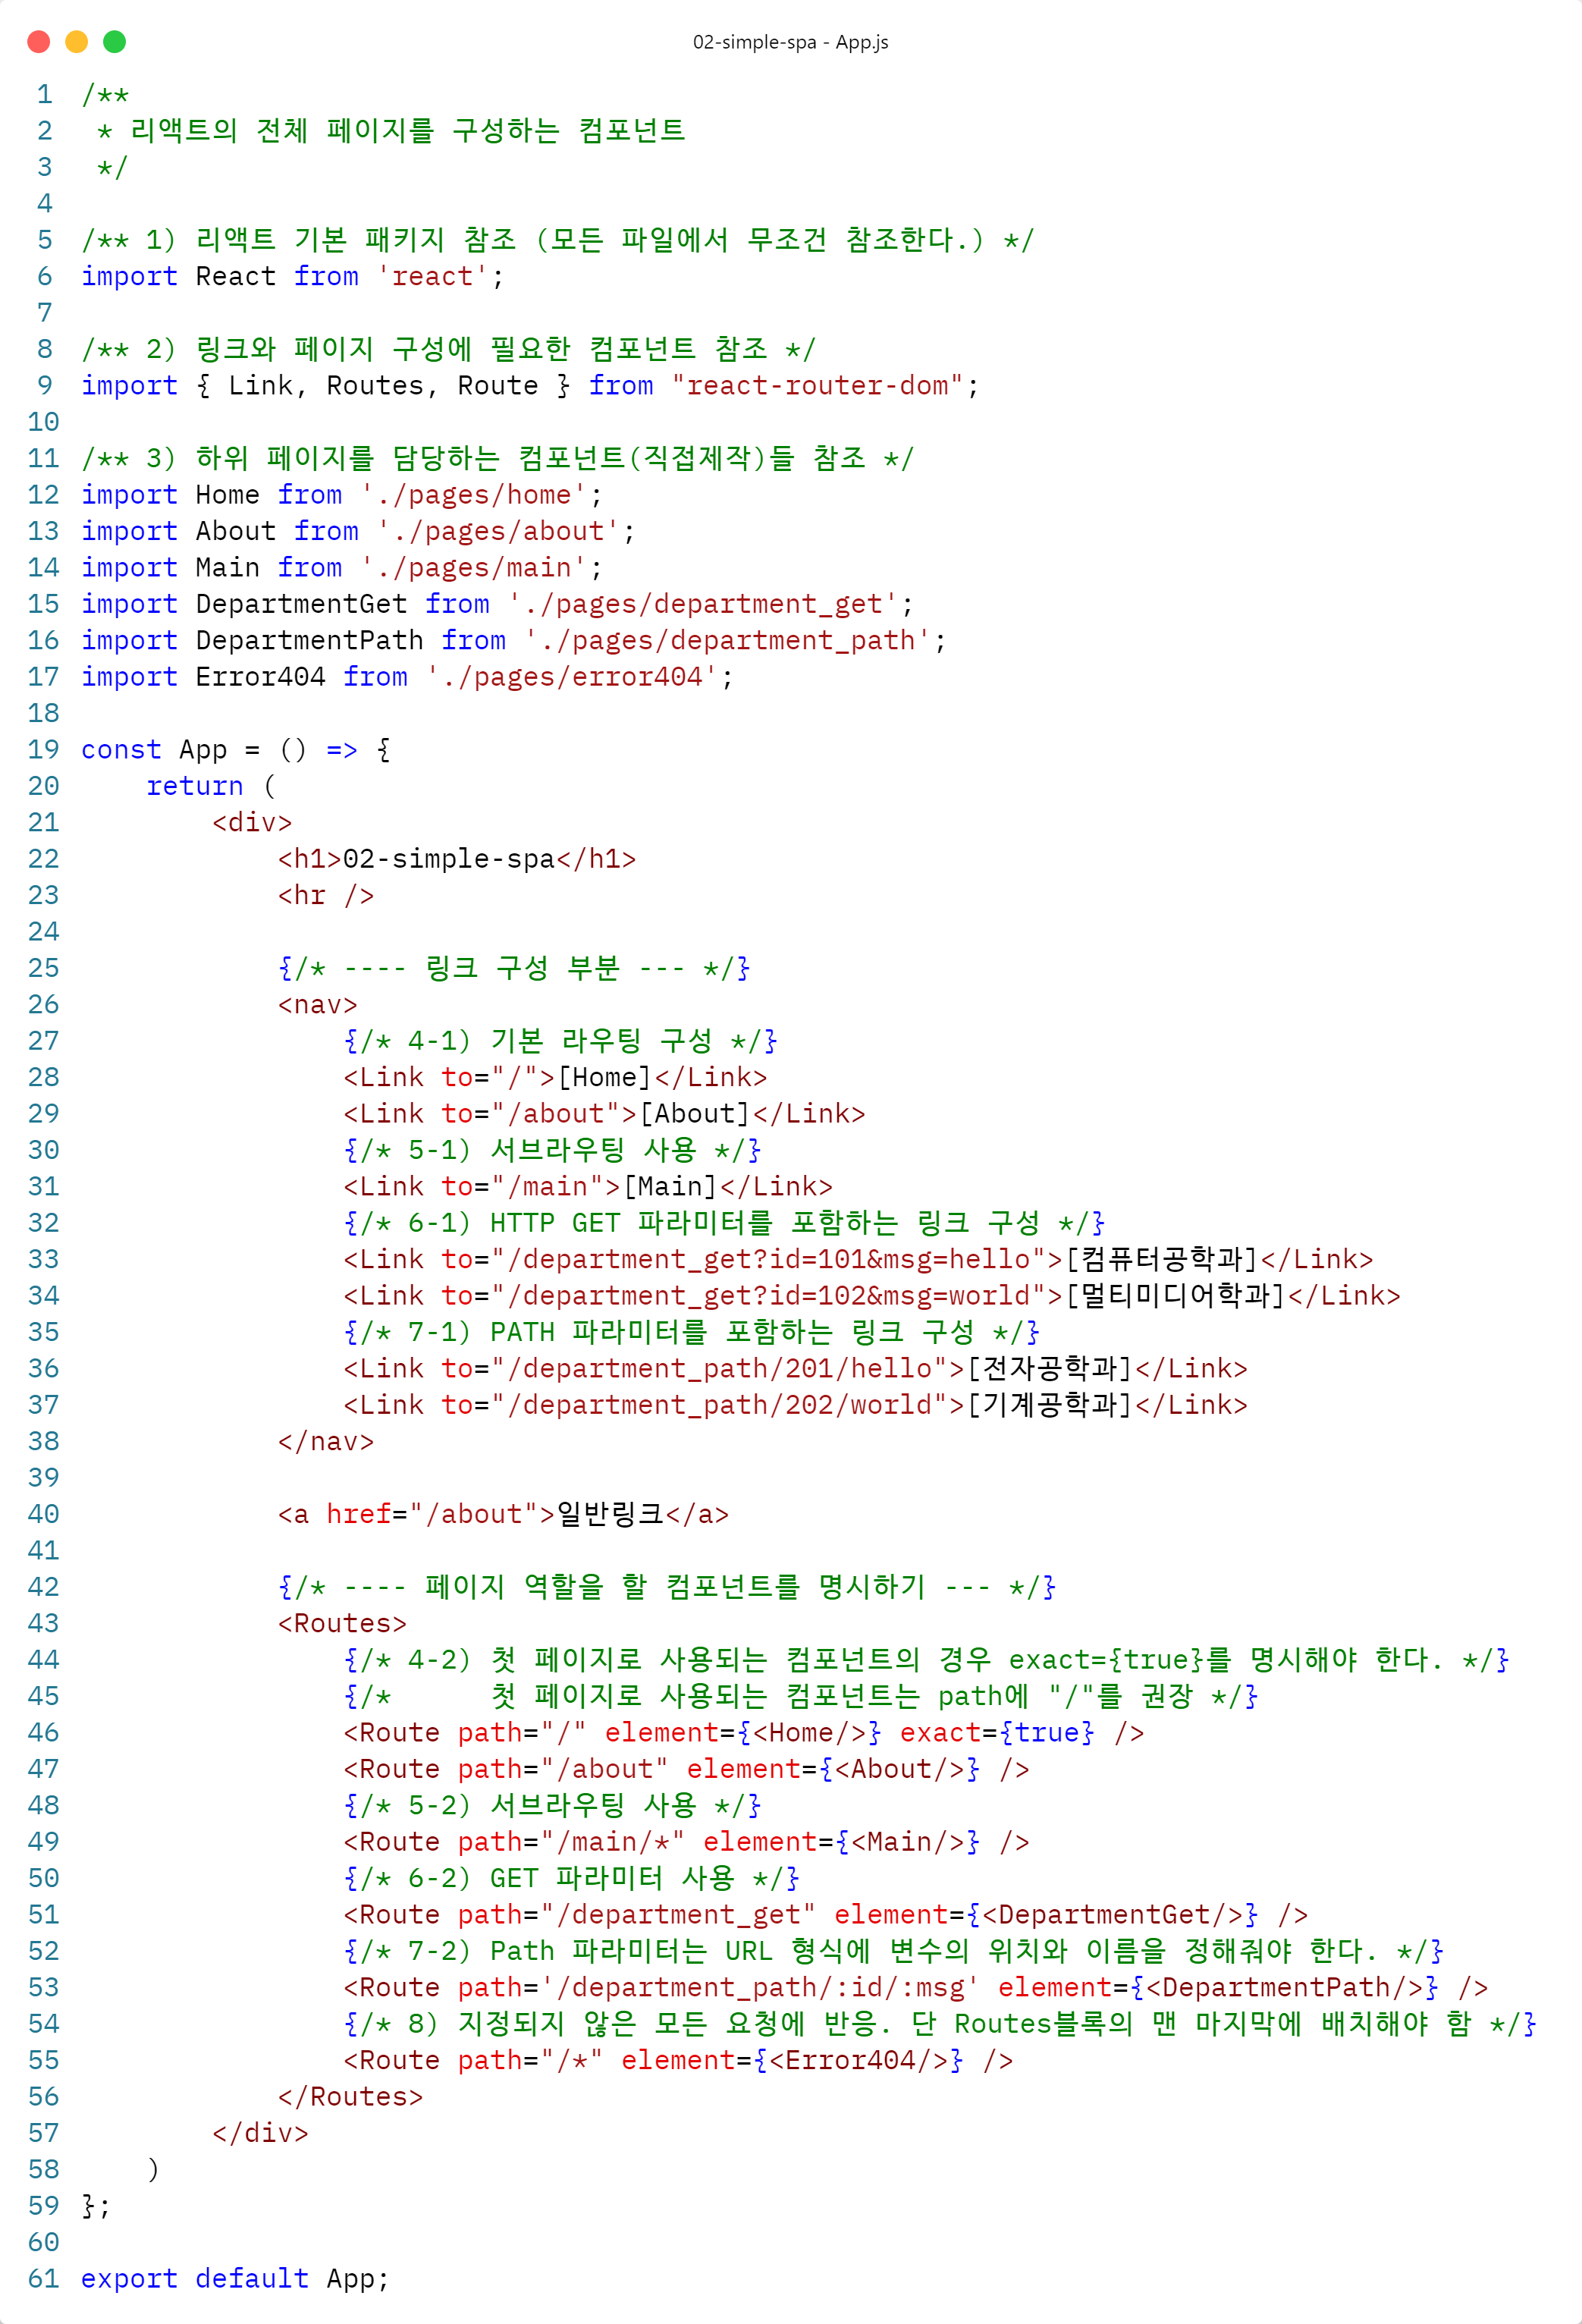 02-simple-spa - App.js
1 /**
2  * 리액트의 전체 페이지를 구성하는 컴포넌트
3  */
4
5 /** 1) 리액트 기본 패키지 참조 (모든 파일에서 무조건 참조한다.) */
6 import React from 'react';
7
8 /** 2) 링크와 페이지 구성에 필요한 컴포넌트 참조 */
9 import { Link, Routes, Route } from "react-router-dom";
10
11 /** 3) 하위 페이지를 담당하는 컴포넌트(직접제작)들 참조 */
12 import Home from './pages/home';
13 import About from './pages/about';
14 import Main from './pages/main';
15 import DepartmentGet from './pages/department_get';
16 import DepartmentPath from './pages/department_path';
17 import Error404 from './pages/error404';
18
19 const App = () => {
20     return (
21         <div>
22             <h1>02-simple-spa</h1>
23             <hr />
24
25             {/* ---- 링크 구성 부분 --- */}
26             <nav>
27                 {/* 4-1) 기본 라우팅 구성 */}
28                 <Link to="/">[Home]</Link>
29                 <Link to="/about">[About]</Link>
30                 {/* 5-1) 서브라우팅 사용 */}
31                 <Link to="/main">[Main]</Link>
32                 {/* 6-1) HTTP GET 파라미터를 포함하는 링크 구성 */}
33                 <Link to="/department_get?id=101&msg=hello">[컴퓨터공학과]</Link>
34                 <Link to="/department_get?id=102&msg=world">[멀티미디어학과]</Link>
35                 {/* 7-1) PATH 파라미터를 포함하는 링크 구성 */}
36                 <Link to="/department_path/201/hello">[전자공학과]</Link>
37                 <Link to="/department_path/202/world">[기계공학과]</Link>
38             </nav>
39
40             <a href="/about">일반링크</a>
41
42             {/* ---- 페이지 역할을 할 컴포넌트를 명시하기 --- */}
43             <Routes>
44                 {/* 4-2) 첫 페이지로 사용되는 컴포넌트의 경우 exact={true}를 명시해야 한다. */}
45                 {/*      첫 페이지로 사용되는 컴포넌트는 path에 "/"를 권장 */}
46                 <Route path="/" element={<Home/>} exact={true} />
47                 <Route path="/about" element={<About/>} />
48                 {/* 5-2) 서브라우팅 사용 */}
49                 <Route path="/main/*" element={<Main/>} />
50                 {/* 6-2) GET 파라미터 사용 */}
51                 <Route path="/department_get" element={<DepartmentGet/>} />
52                 {/* 7-2) Path 파라미터는 URL 형식에 변수의 위치와 이름을 정해줘야 한다. */}
53                 <Route path='/department_path/:id/:msg' element={<DepartmentPath/>} />
54                 {/* 8) 지정되지 않은 모든 요청에 반응. 단 Routes블록의 맨 마지막에 배치해야 함 */}
55                 <Route path="/*" element={<Error404/>} />
56             </Routes>
57         </div>
58     )
59 };
60
61 export default App;